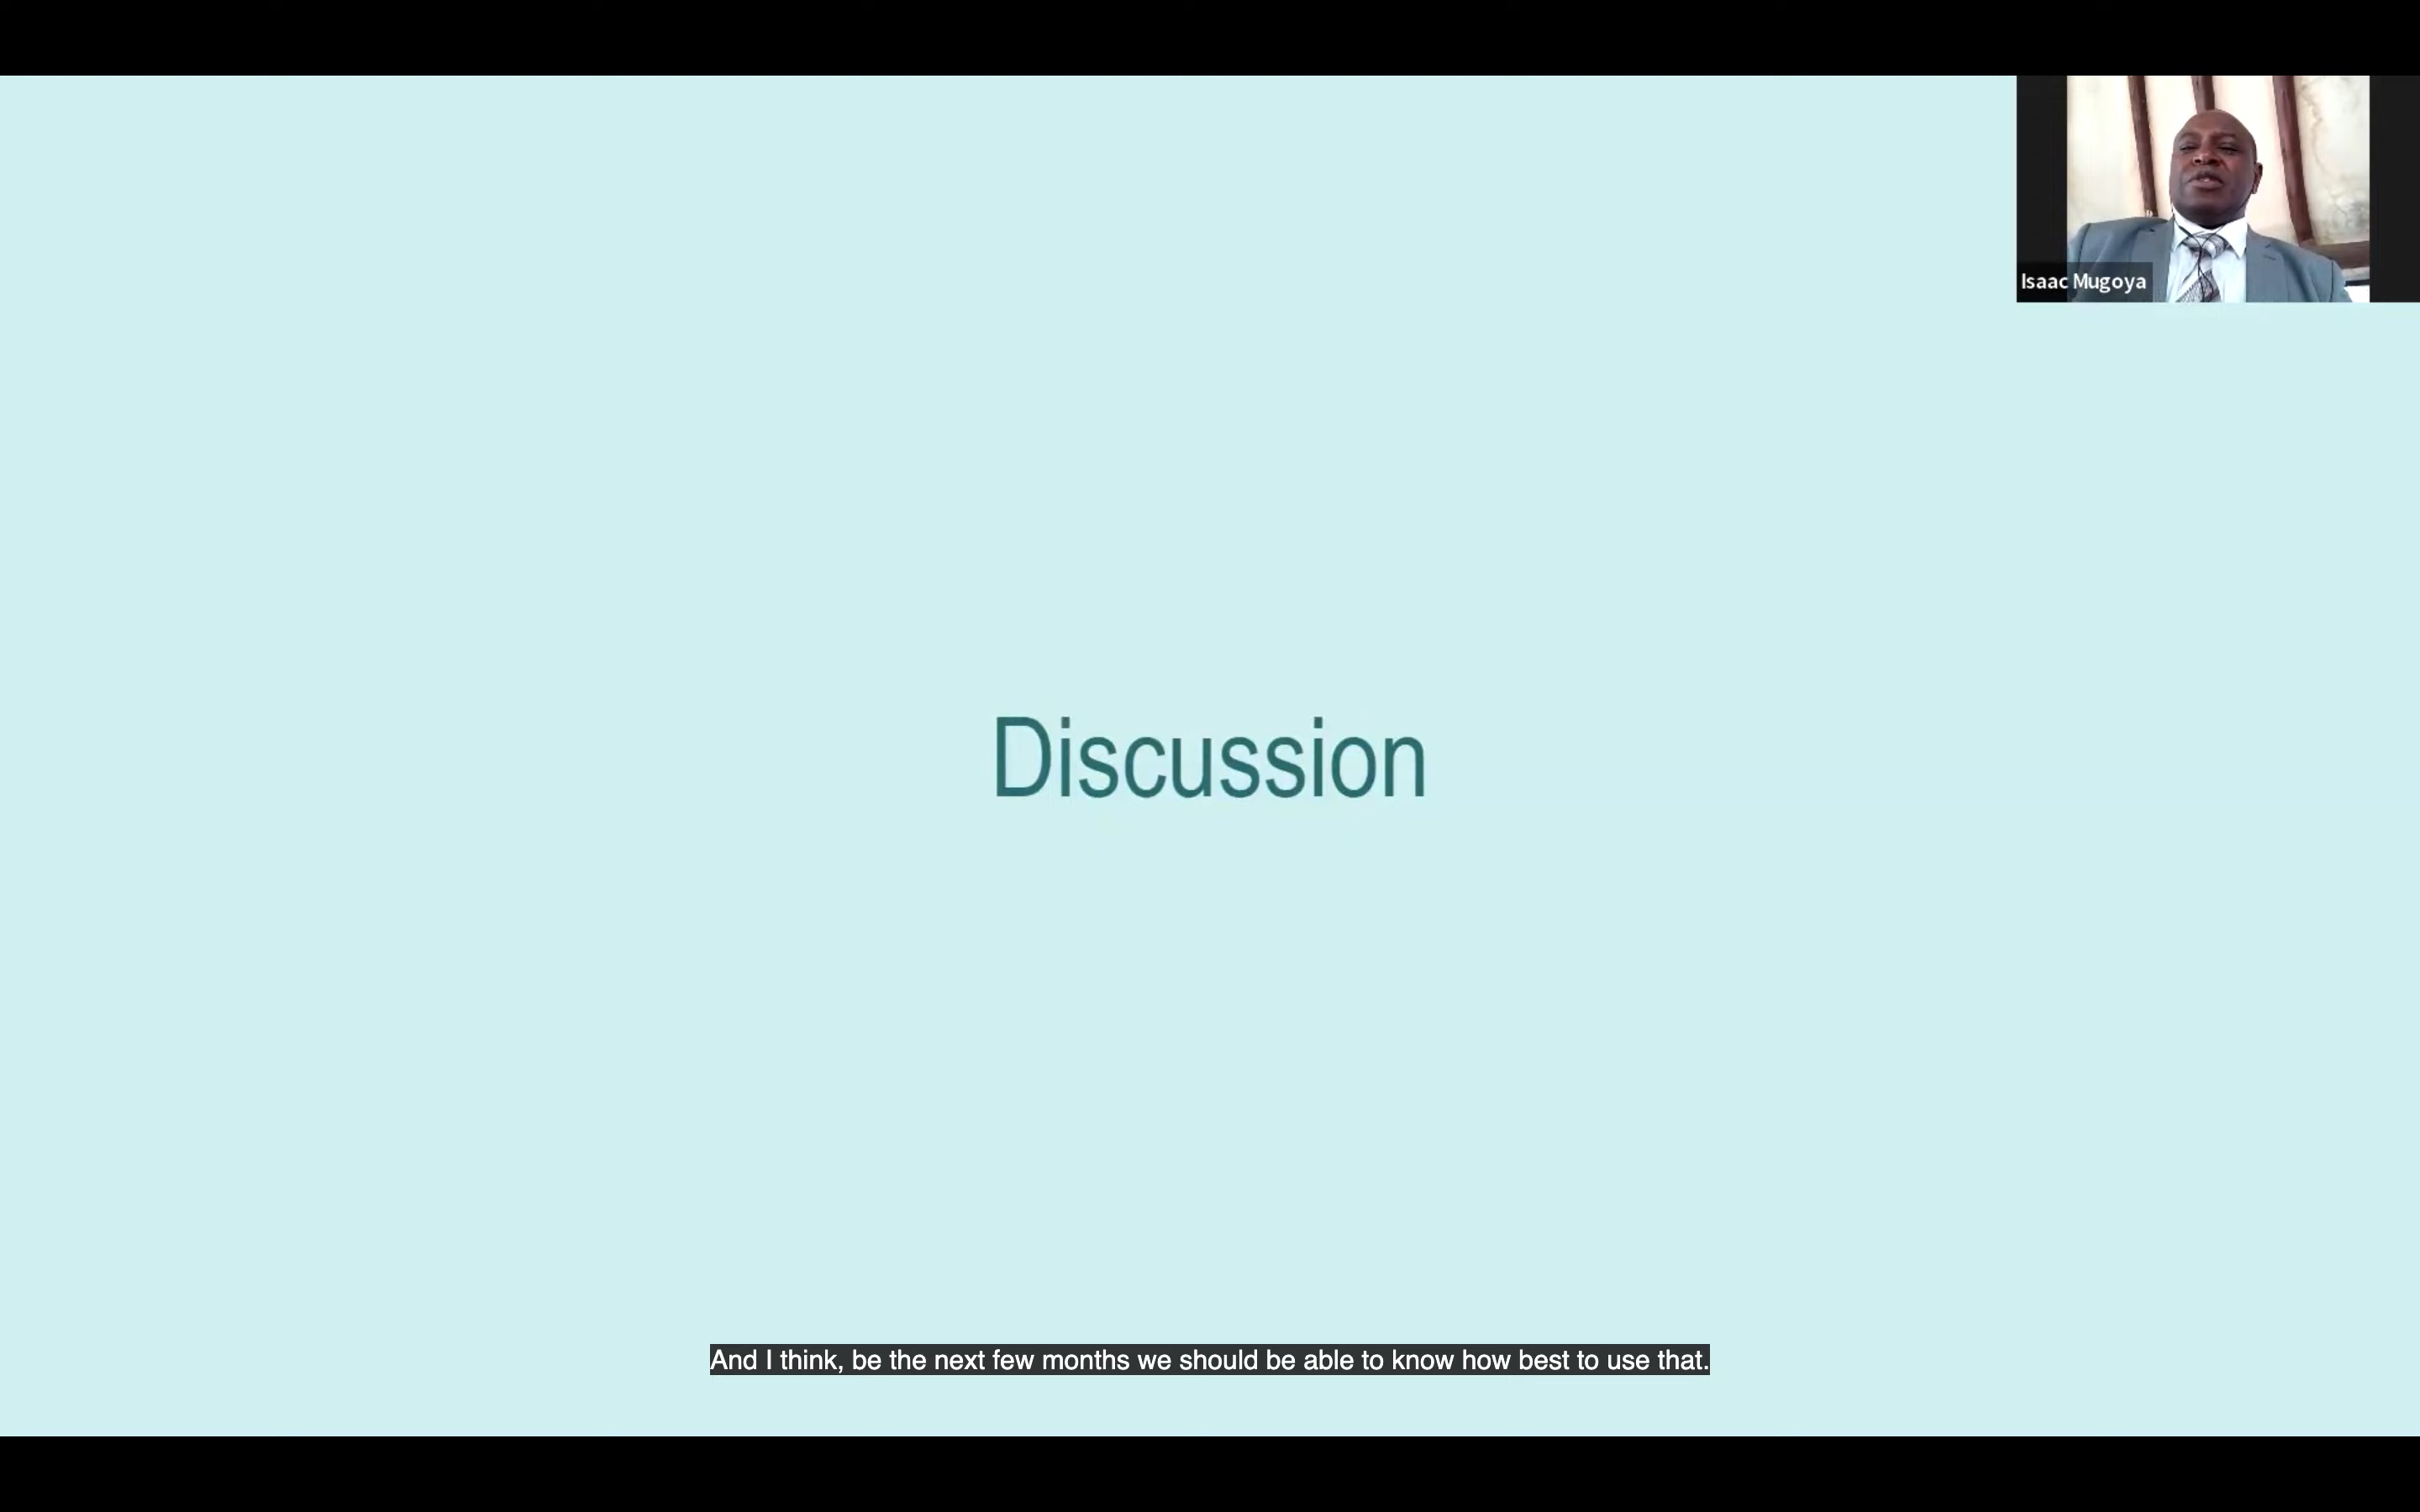 Isaac Mugoya
Discussion
And I think, be the next few months we should be able to know how best to use that.